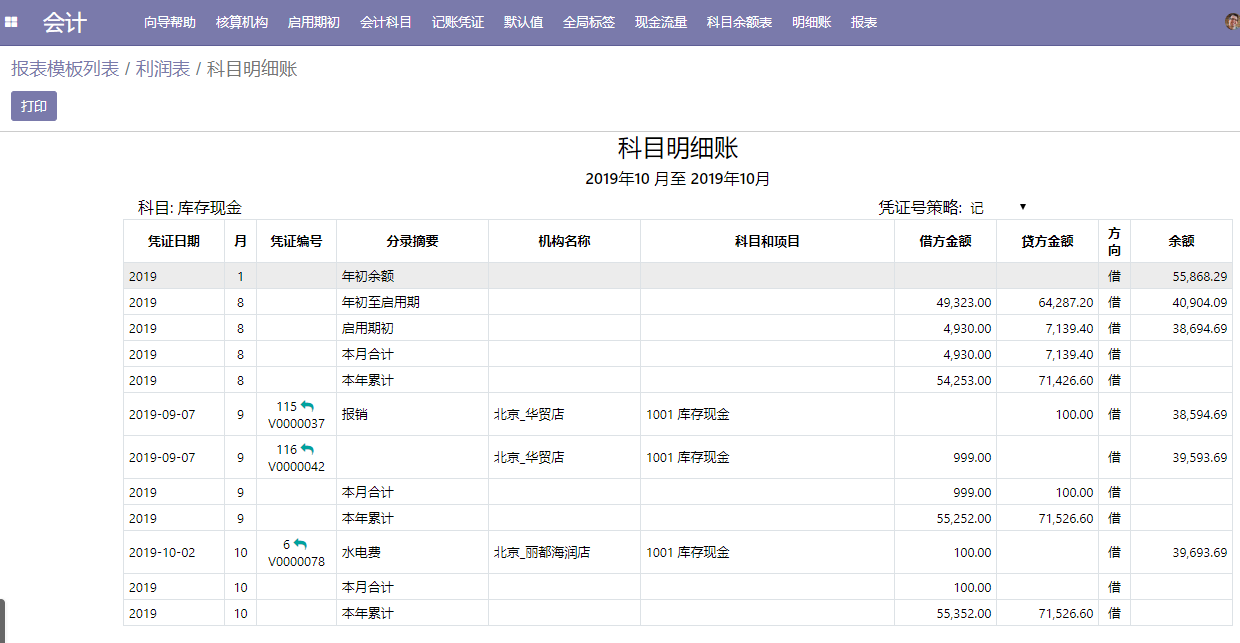 会计 向导帮助 核算机构 启用期初 会计科目 记账凭证 默认值 全局标签 现金流量 科目余额表 明细账 报表
报表模板列表 / 利润表 / 科目明细账
打印
科目明细账
2019年10 月至 2019年10月
科目: 库存现金 凭证号策略: 记
凭证日期 月 凭证编号 分录摘要 机构名称 科目和项目 借方金额 贷方金额 方向 余额
2019 1 年初余额 借 55,868.29
2019 8 年初至启用期 49,323.00 64,287.20 借 40,904.09
2019 8 启用期初 4,930.00 7,139.40 借 38,694.69
2019 8 本月合计 4,930.00 7,139.40 借
2019 8 本年累计 54,253.00 71,426.60 借
2019-09-07 9 115 V0000037 报销 北京_华贸店 1001 库存现金 100.00 借 38,594.69
2019-09-07 9 116 V0000042 北京_华贸店 1001 库存现金 999.00 借 39,593.69
2019 9 本月合计 999.00 100.00 借
2019 9 本年累计 55,252.00 71,526.60 借
2019-10-02 10 6 V0000078 水电费 北京_丽都海润店 1001 库存现金 100.00 借 39,693.69
2019 10 本月合计 100.00 借
2019 10 本年累计 55,352.00 71,526.60 借